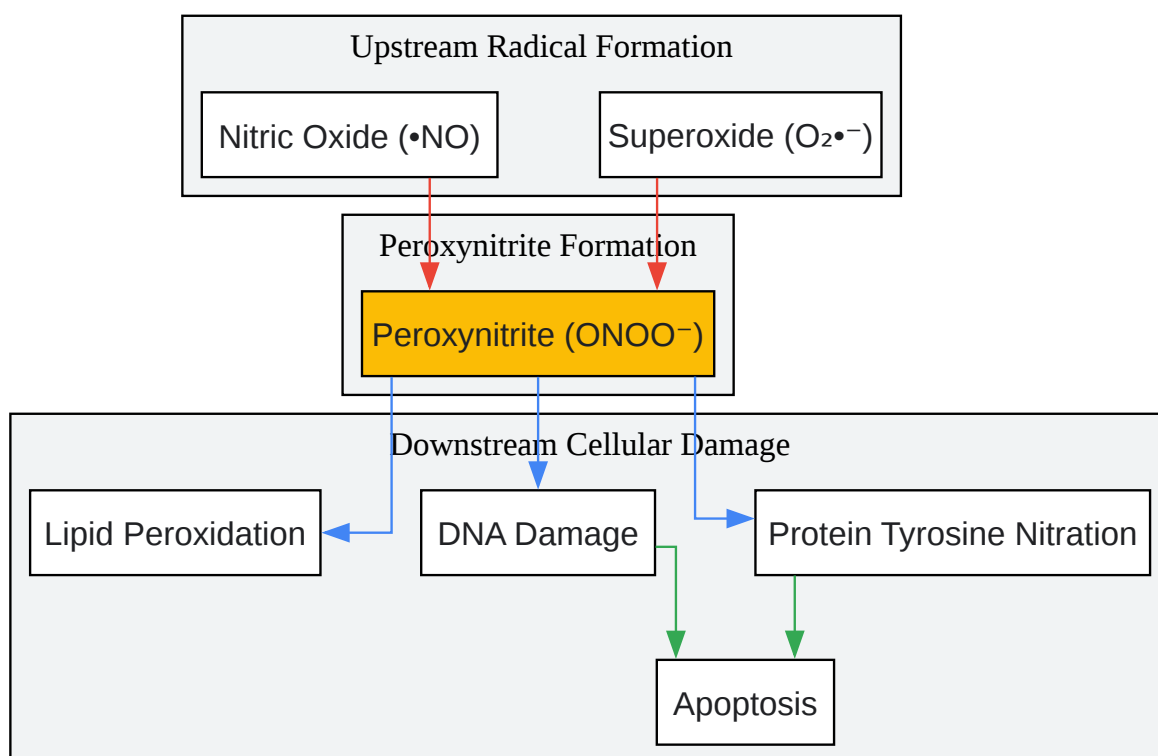 Upstream Radical Formation
Nitric Oxide (•NO)
Superoxide (O₂•⁻)
Peroxynitrite Formation
Peroxynitrite (ONOO⁻)
Downstream Cellular Damage
Lipid Peroxidation
DNA Damage
Protein Tyrosine Nitration
Apoptosis